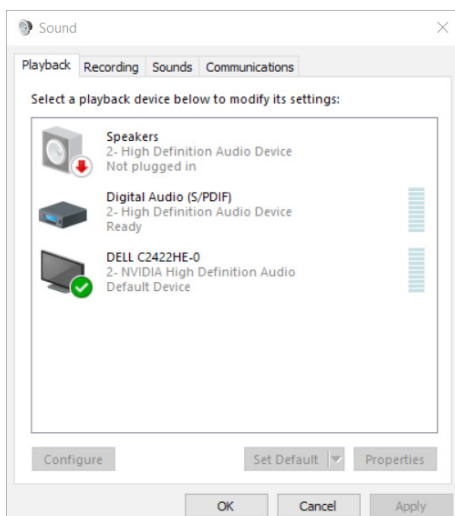 Sound
Playback Recording Sounds Communications
Select a playback device below to modify its settings:
Speakers
2- High Definition Audio Device
Not plugged in
Digital Audio (S/PDIF)
2- High Definition Audio Device
Ready
DELL C2422HE-0
2- NVIDIA High Definition Audio
Default Device
Configure Set Default Properties
OK Cancel Apply